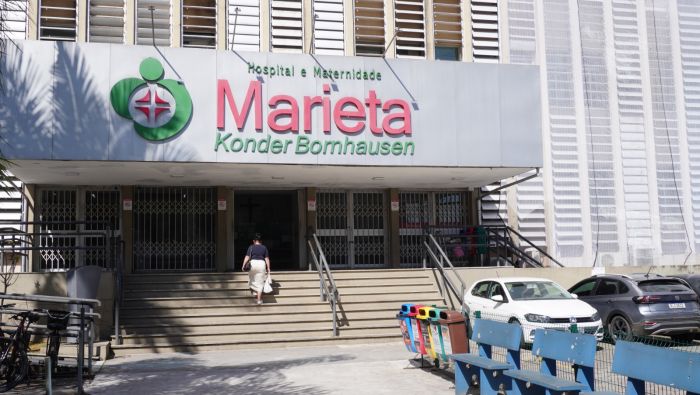 Hospital e Maternidade
Marieta
Konder Bornhausen